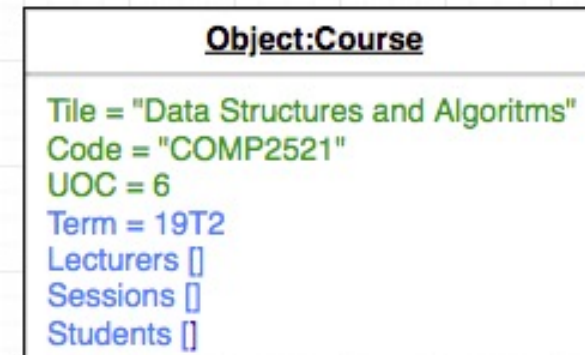 Object:Course
Tile = "Data Structures and Algoritms"
Code = "COMP2521"
UOC = 6
Term = 19T2
Lecturers []
Sessions []
Students []